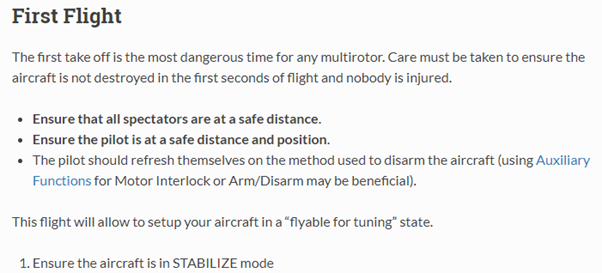 First Flight
The first take off is the most dangerous time for any multirotor. Care must be taken to ensure the
aircraft is not destroyed in the first seconds of flight and nobody is injured.
• Ensure that all spectators are at a safe distance.
• Ensure the pilot is at a safe distance and position.
• The pilot should refresh themselves on the method used to disarm the aircraft (using Auxiliary
Functions for Motor Interlock or Arm/Disarm may be beneficial).
This flight will allow to setup your aircraft in a “flyable for tuning” state.
1. Ensure the aircraft is in STABILIZE mode